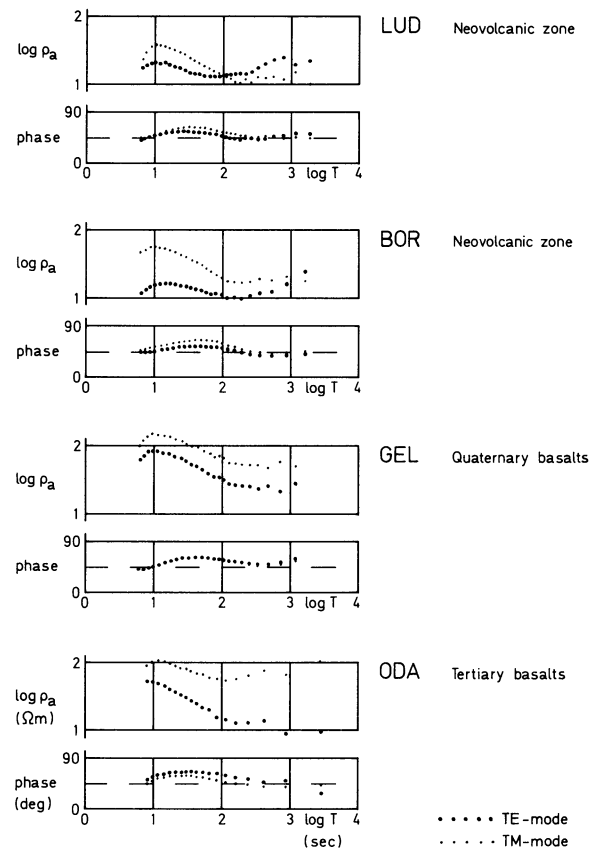 LUD Neovolcanic zone
log ρa
2
1
90
phase
0
0 1 2 3 log T 4
BOR Neovolcanic zone
2
log ρa
1
90
phase
0
0 1 2 3 log T 4
GEL Quaternary basalts
2
log ρa
1
90
phase
0
0 1 2 3 log T 4
ODA Tertiary basalts
2
log ρa
(Ωm)
1
90
phase
(deg)
0
0 1 2 3 log T 4
(sec)
TE-mode
TM-mode